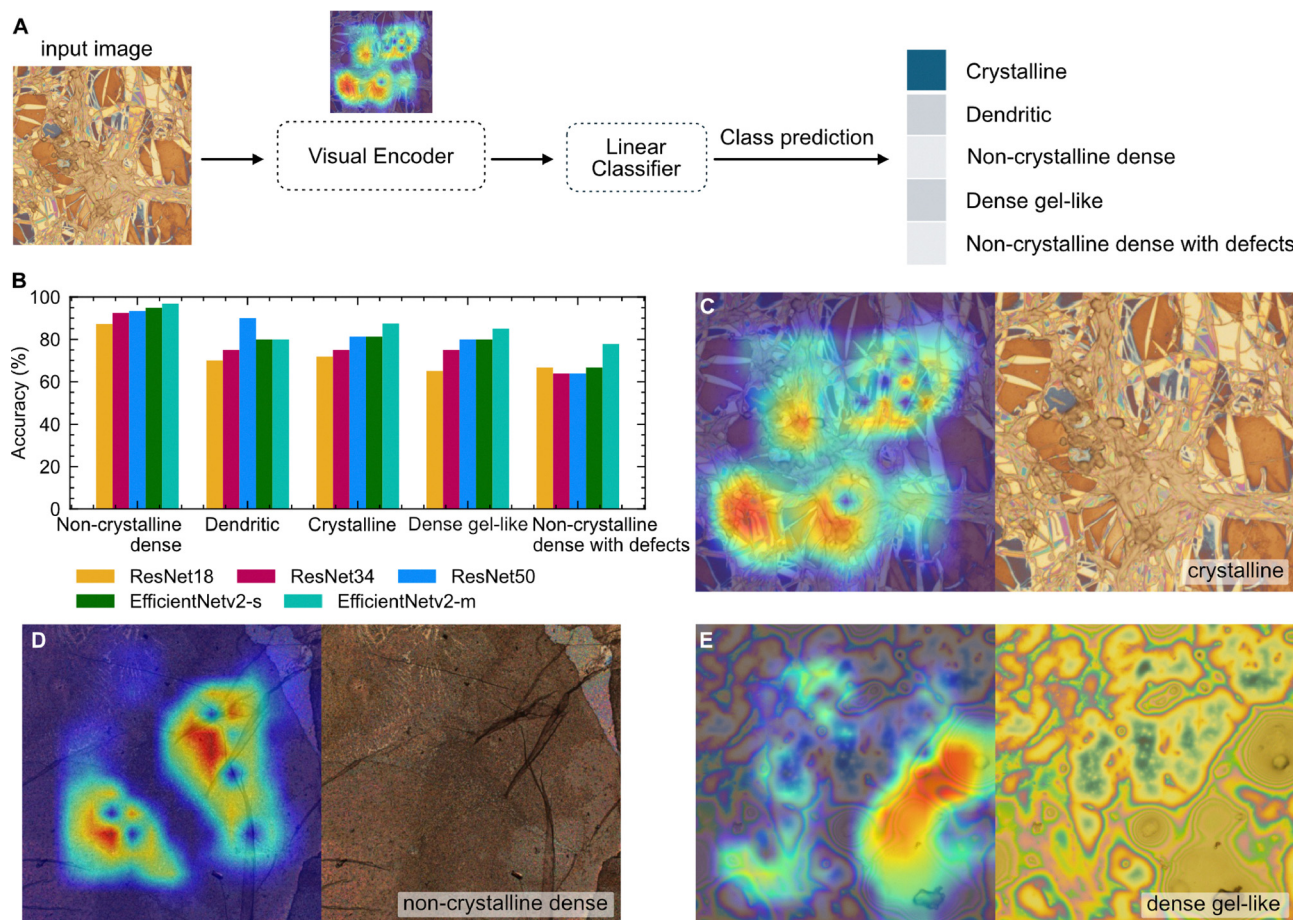 A
input image
Visual Encoder
Linear
Classifier
Class prediction
Crystalline
Dendritic
Non-crystalline dense
Dense gel-like
Non-crystalline dense with defects
B
Accuracy (%)
100
80
60
40
20
0
Non-crystalline
dense
Dendritic
Crystalline
Dense gel-like
Non-crystalline
dense with defects
ResNet18
ResNet34
ResNet50
EfficientNetv2-s
EfficientNetv2-m
C
crystalline
D
non-crystalline dense
E
dense gel-like